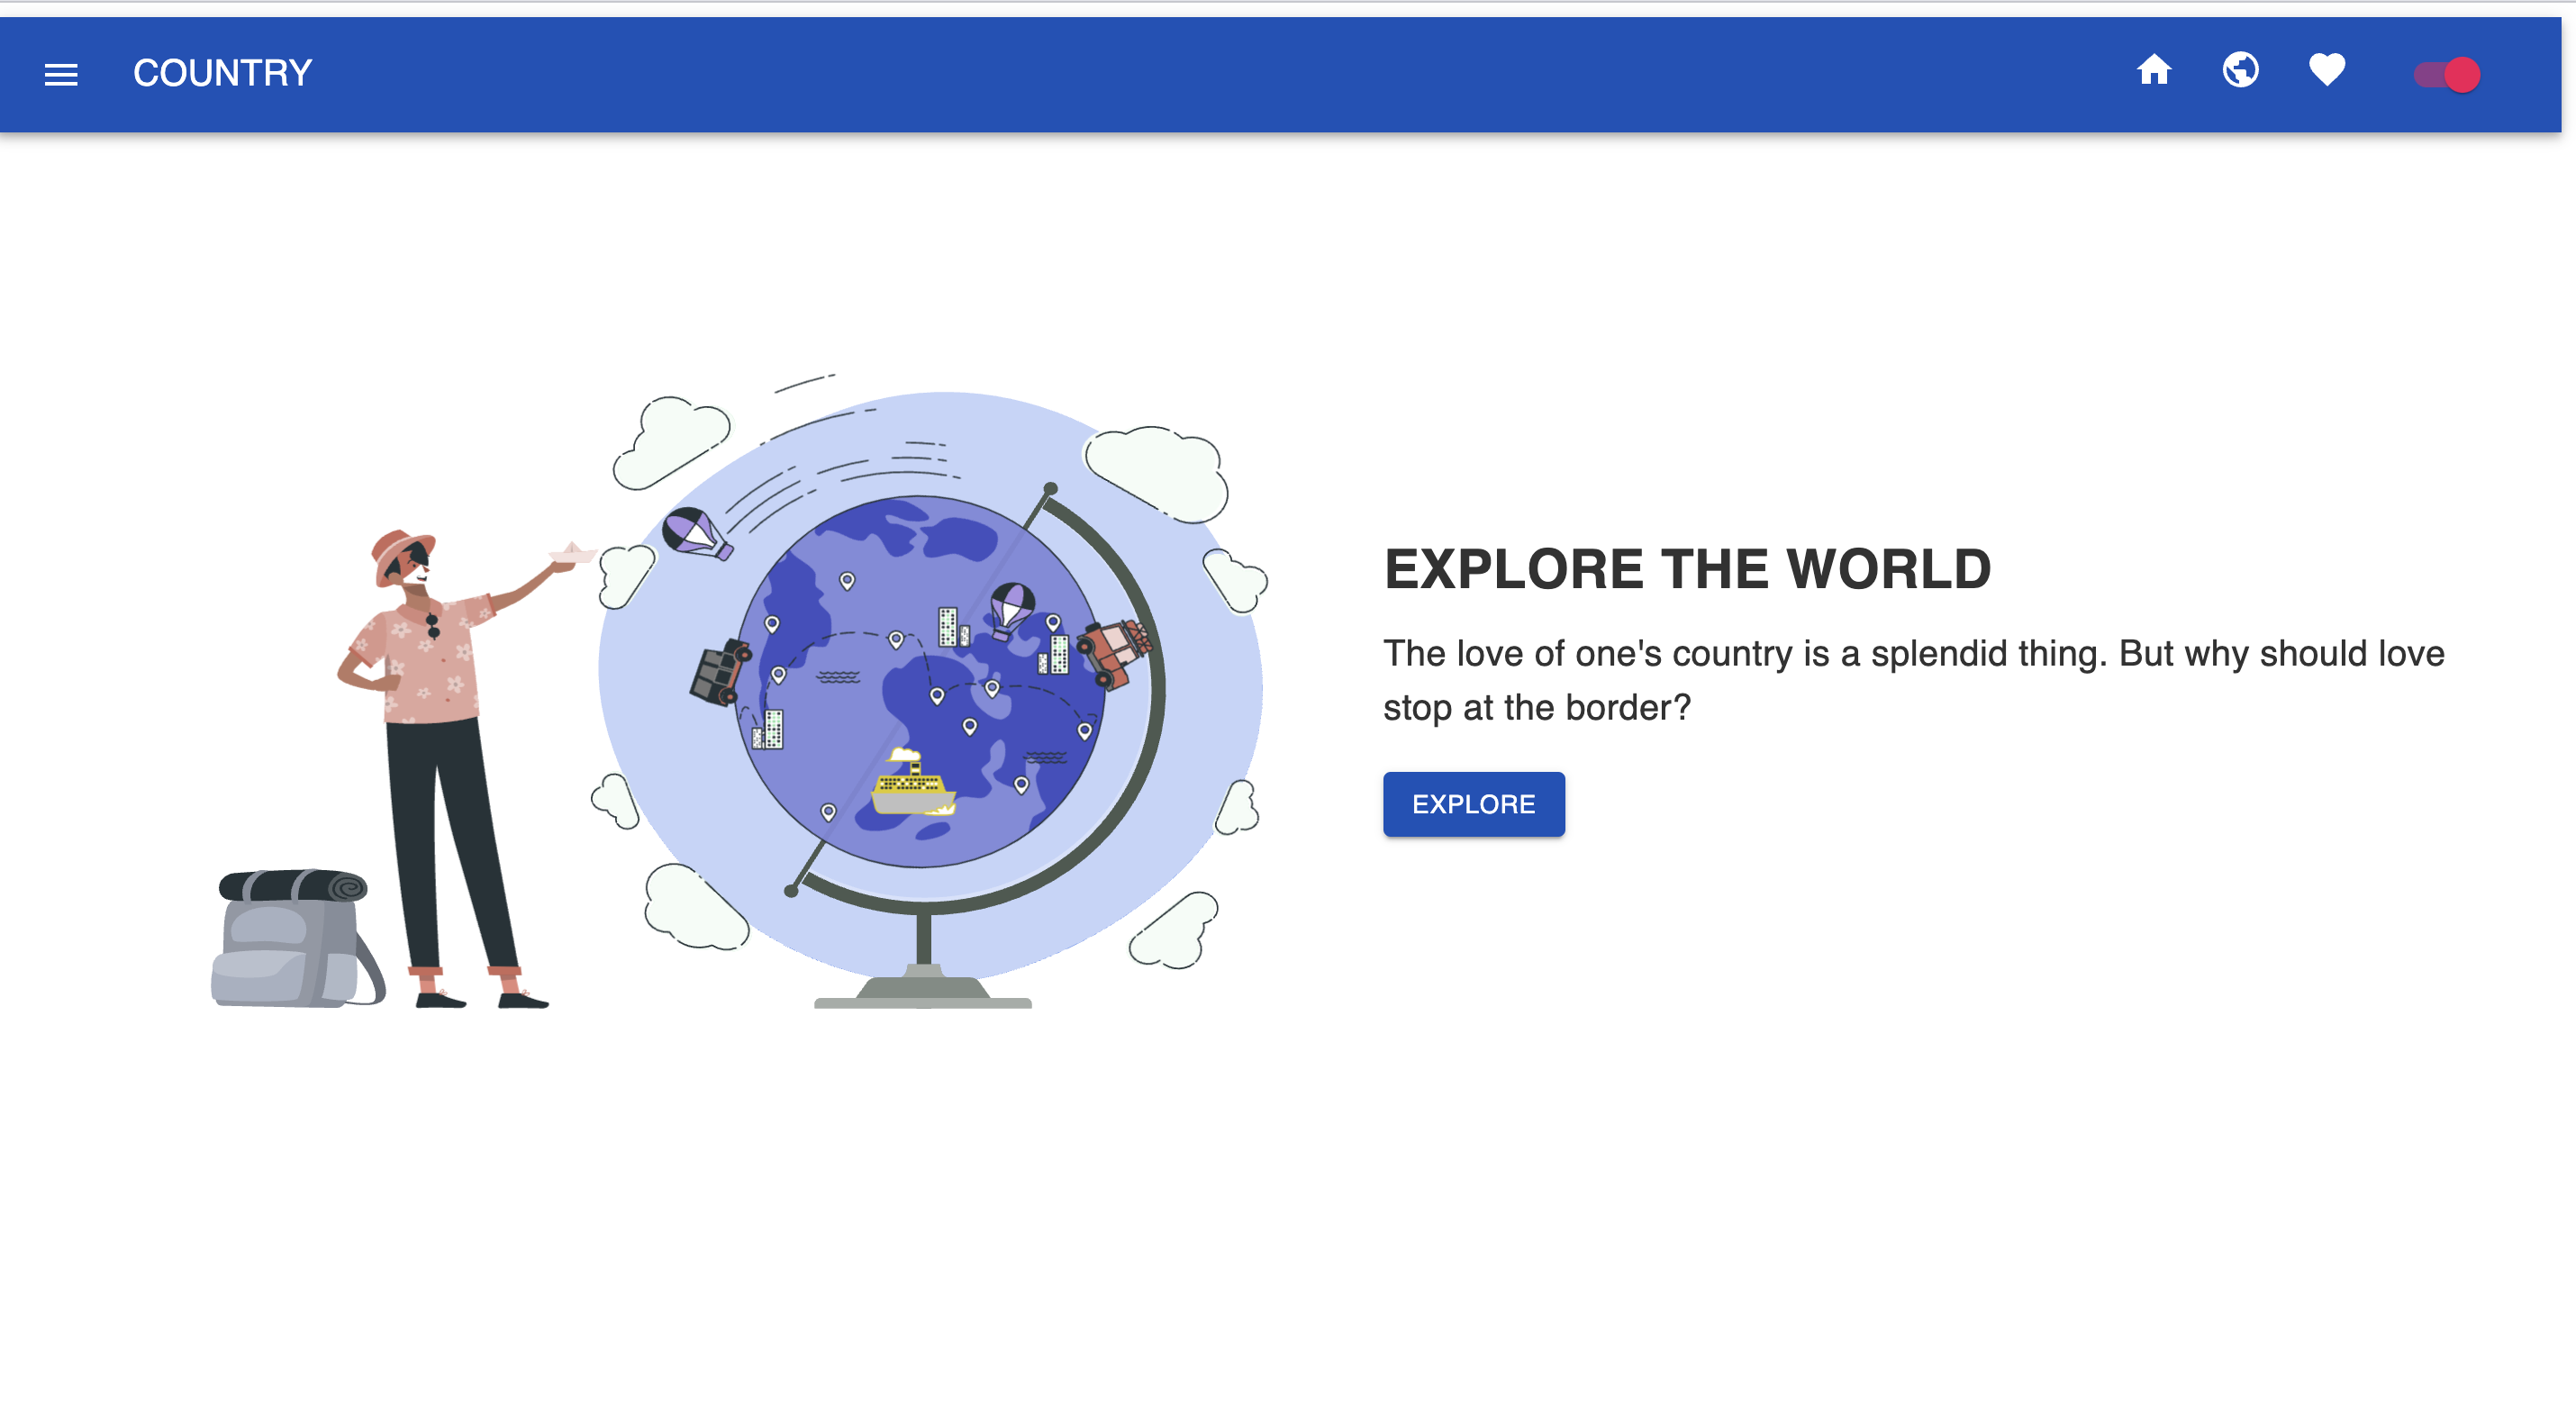 COUNTRY
EXPLORE THE WORLD
The love of one's country is a splendid thing. But why should love
stop at the border?
EXPLORE